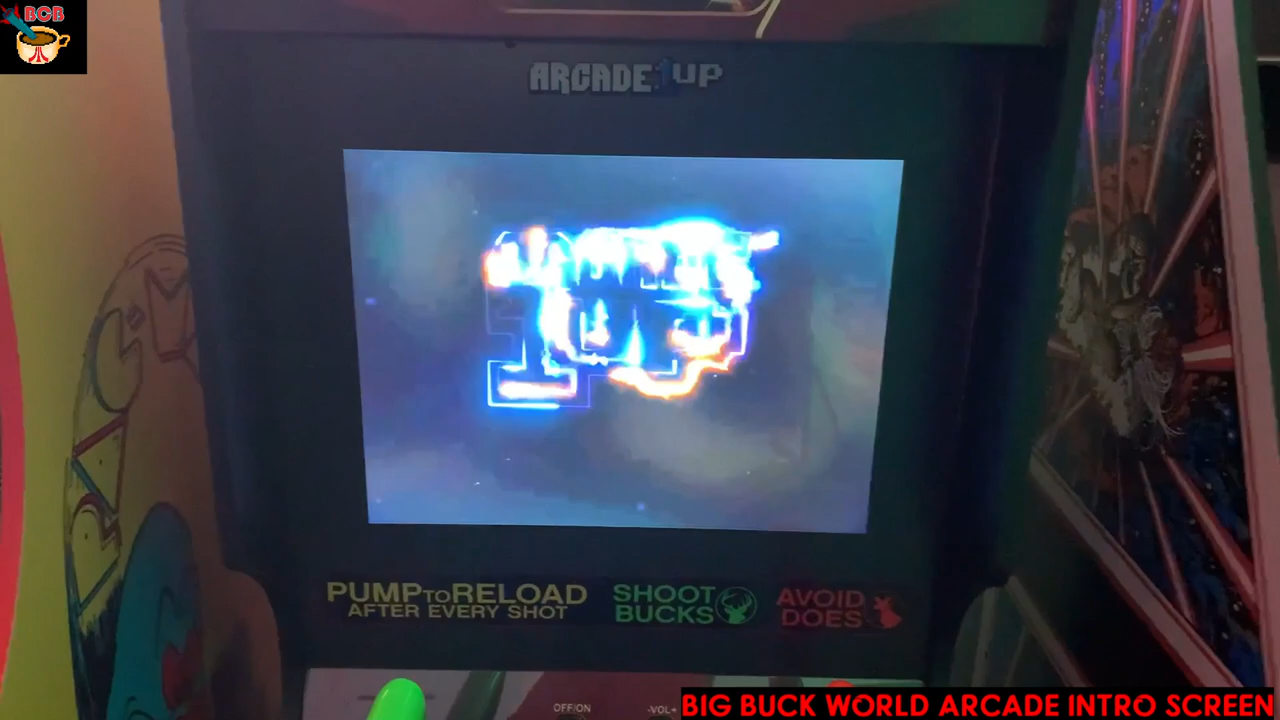 BCB
ARCADE1UP
PUMP TO RELOAD
AFTER EVERY SHOT
SHOOT
BUCKS
AVOID
DOES
OFF/ON
-VOL+
BIG BUCK WORLD ARCADE INTRO SCREEN